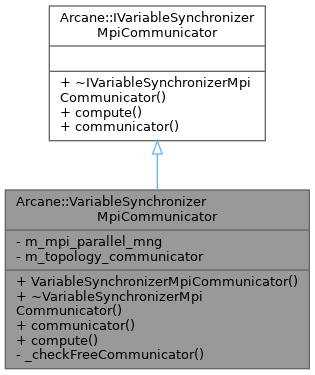 Arcane::IVariableSynchronizer
MpiCommunicator
+ ~IVariableSynchronizerMpi
Communicator()
+ compute()
+ communicator()
Arcane::VariableSynchronizer
MpiCommunicator
- m_mpi_parallel_mng
- m_topology_communicator
+ VariableSynchronizerMpiCommunicator()
+ ~VariableSynchronizerMpi
Communicator()
+ communicator()
+ compute()
- _checkFreeCommunicator()